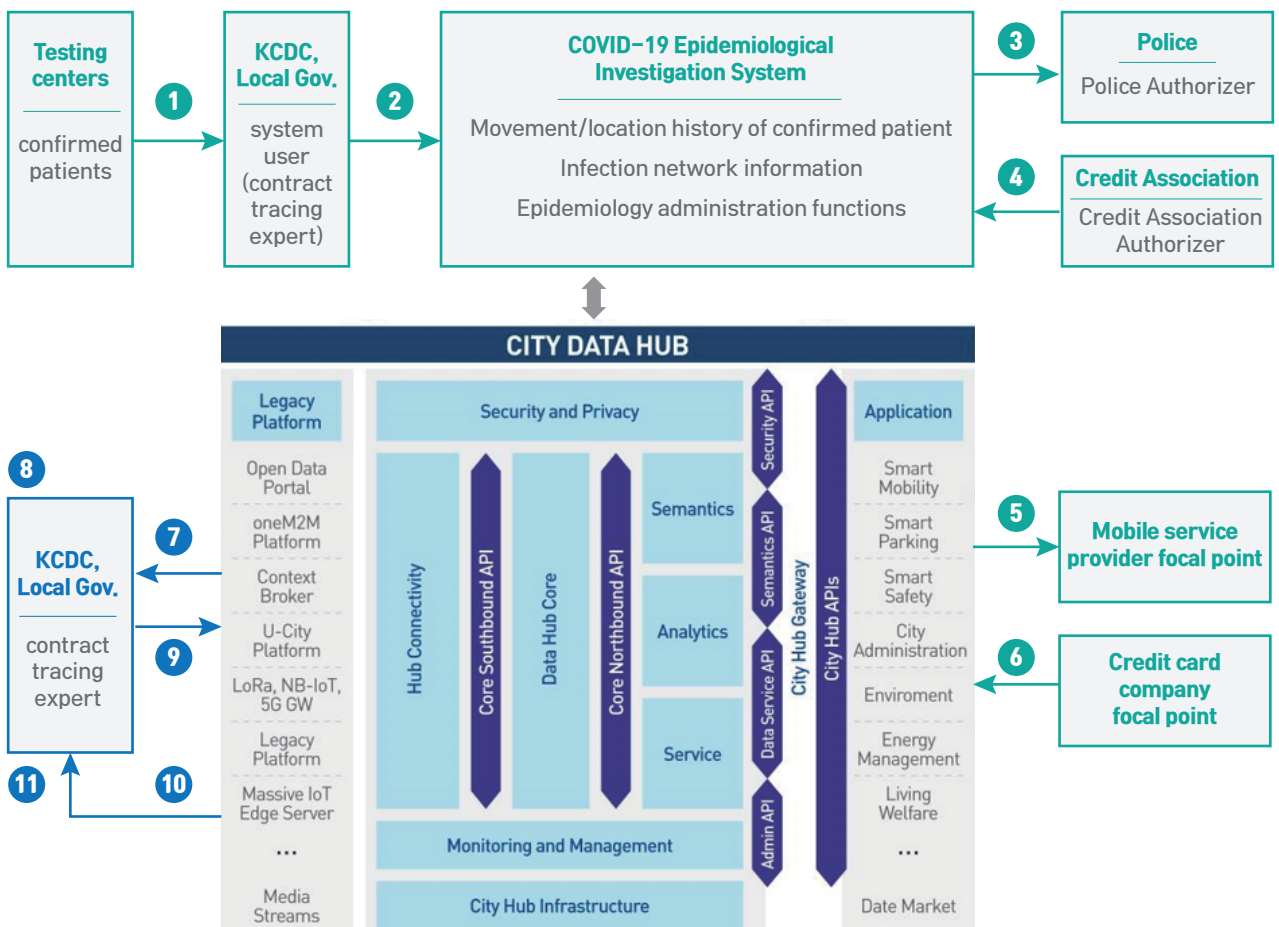 Testing
centers
confirmed
patients
1
KCDC,
Local Gov.
system
user
(contract
tracing
expert)
2
COVID-19 Epidemiological
Investigation System
Movement/location history of confirmed patient
Infection network information
Epidemiology administration functions
3
Police
Police Authorizer
4
Credit Association
Credit Association
Authorizer
CITY DATA HUB
Legacy
Platform
Open Data
Portal
oneM2M
Platform
Context
Broker
U-City
Platform
LoRa, NB-IoT,
5G GW
Legacy
Platform
Massive IoT
Edge Server
...
Media
Streams
Security and Privacy
Hub Connectivity
Core Southbound API
Data Hub Core
Core Northbound API
Semantics
Analytics
Service
Monitoring and Management
City Hub Infrastructure
Security API
Semantics API
Data Service API
Admin API
City Hub Gateway
City Hub APIs
Application
Smart
Mobility
Smart
Parking
Smart
Safety
City
Administration
Enviroment
Energy
Management
Living
Welfare
...
Date Market
5
Mobile service
provider focal point
6
Credit card
company
focal point
8
KCDC,
Local Gov.
contract
tracing
expert
7
9
11
10